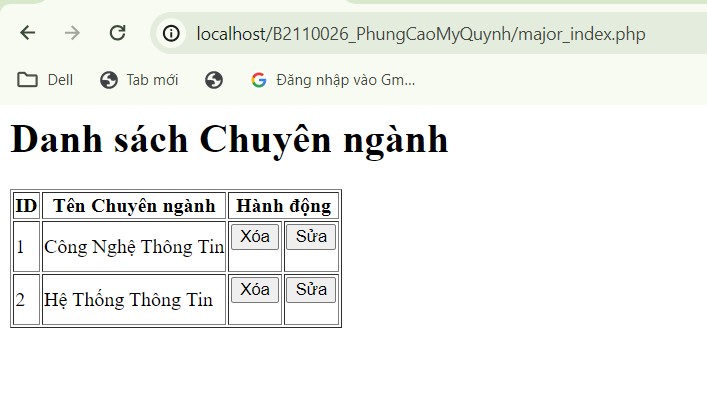 localhost/B2110026_PhungCaoMyQuynh/major_index.php
Dell Tab mới Đăng nhập vào Gm...
Danh sách Chuyên ngành
ID Tên Chuyên ngành Hành động
1 Công Nghệ Thông Tin Xóa Sửa
2 Hệ Thống Thông Tin Xóa Sửa